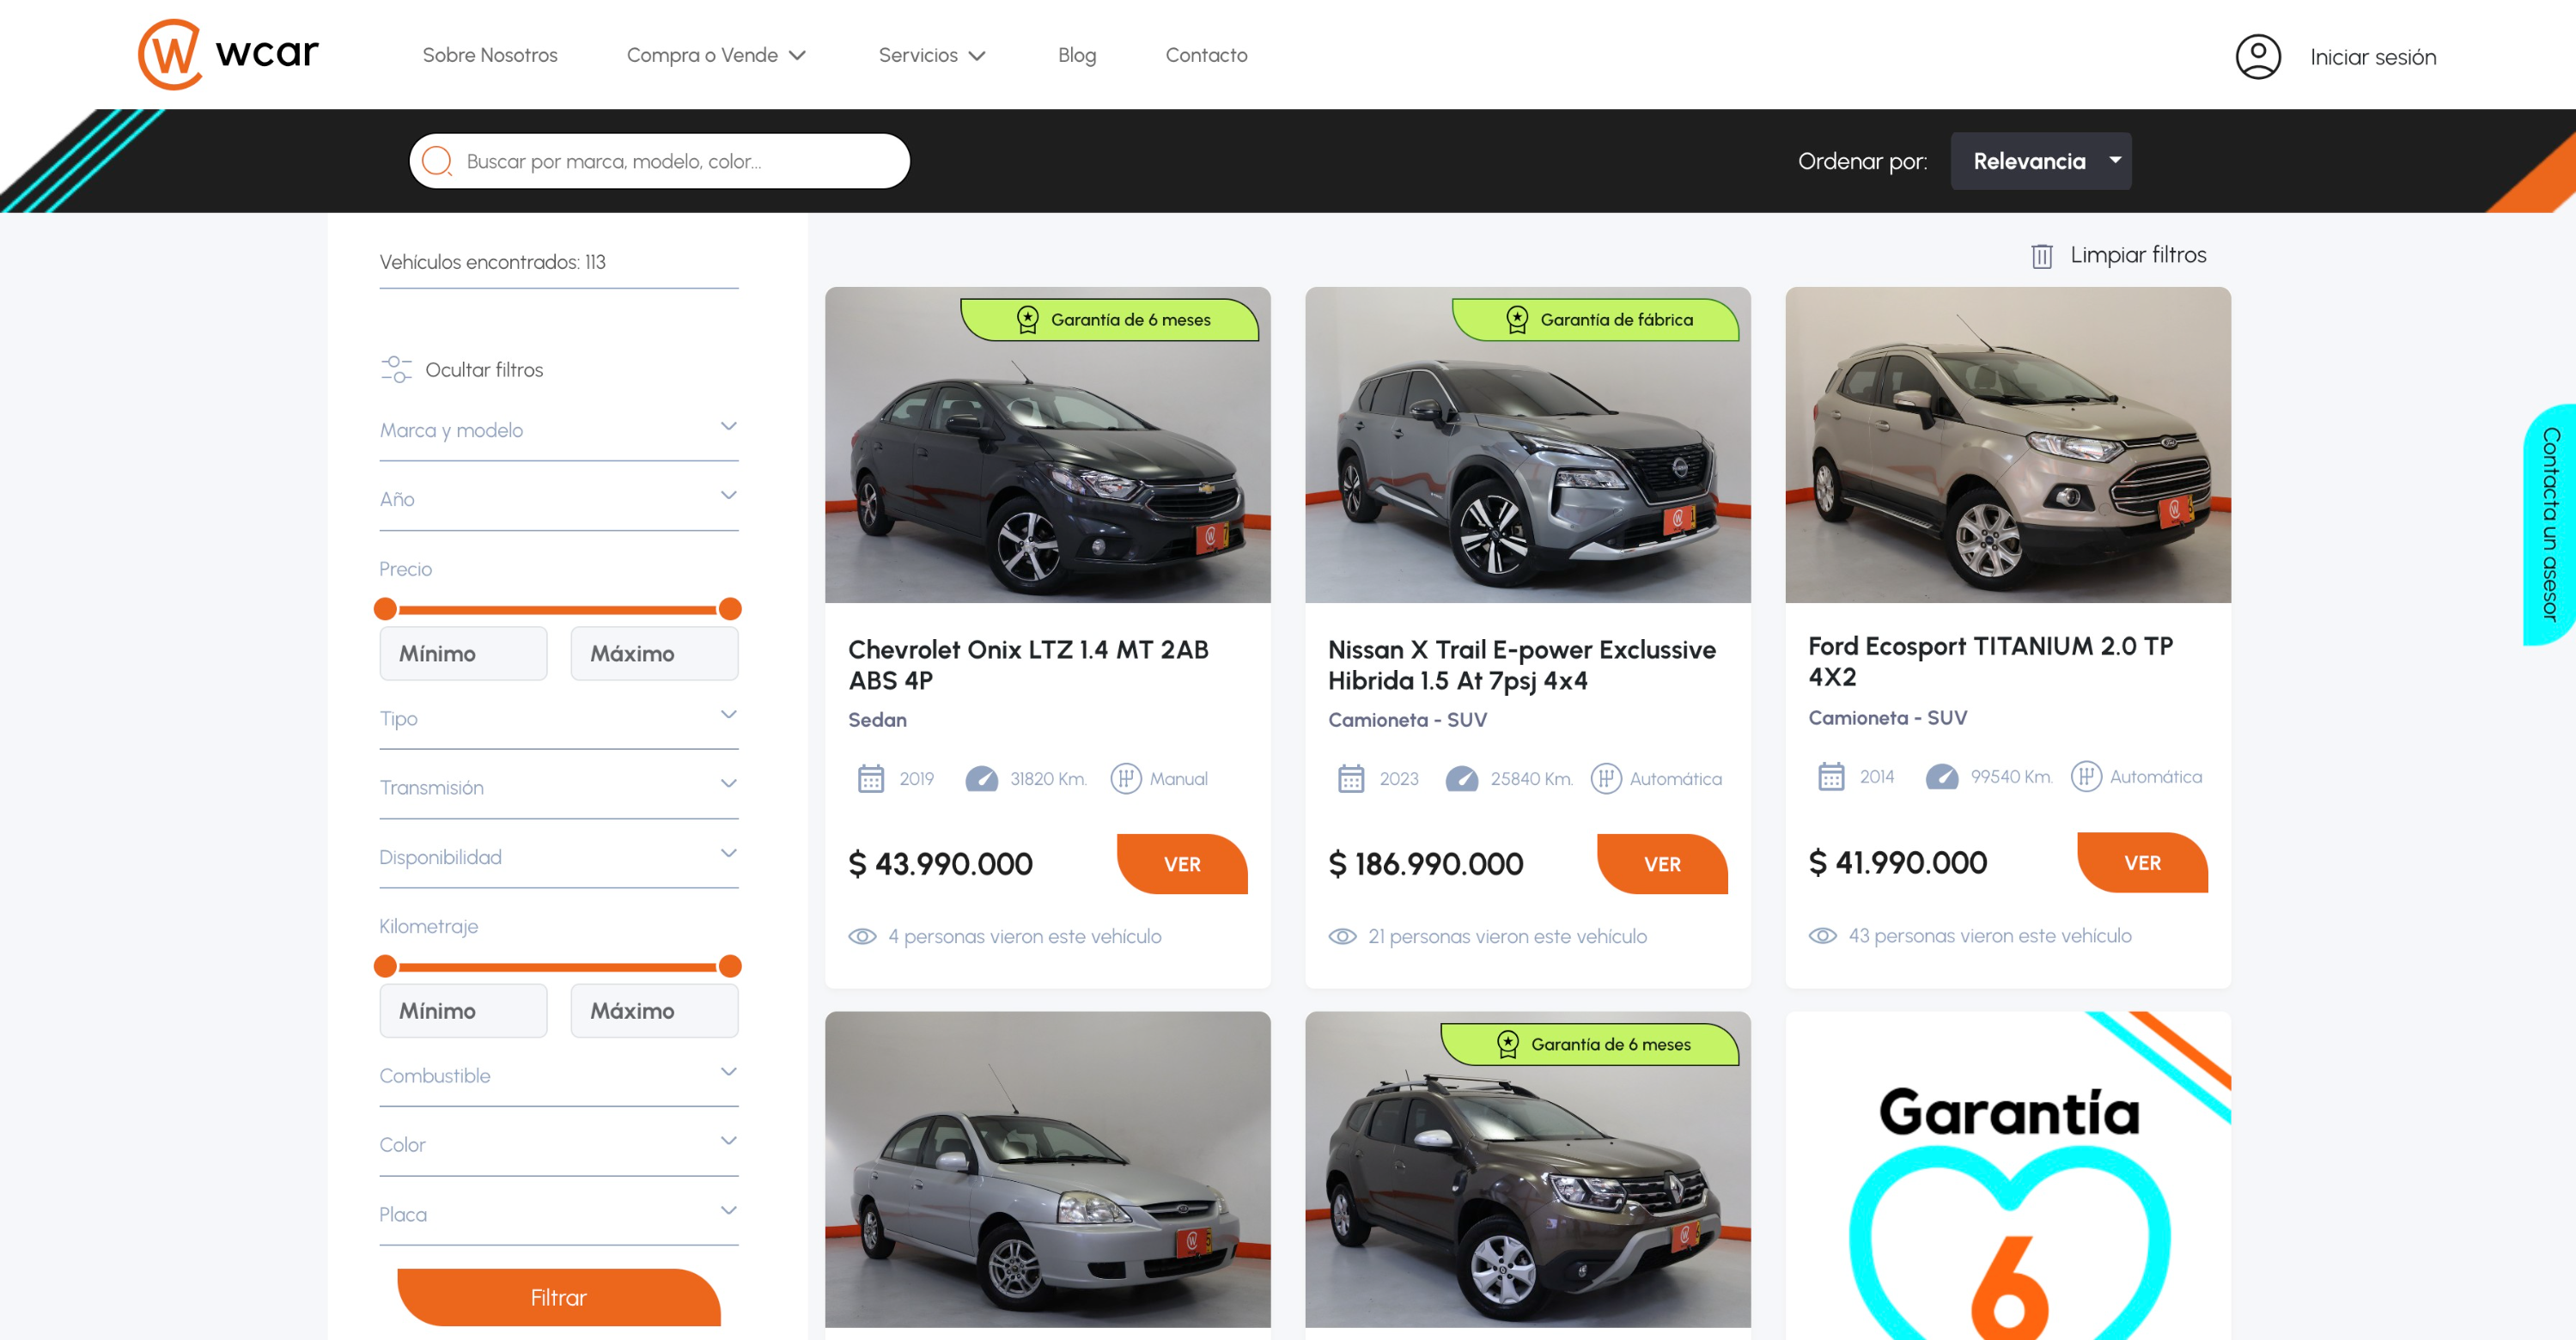 wcar
Sobre Nosotros
Compra o Vende
Servicios
Blog
Contacto
Iniciar sesión
Buscar por marca, modelo, color...
Ordenar por:
Relevancia
Vehículos encontrados: 113
Limpiar filtros
Ocultar filtros
Marca y modelo
Año
Precio
Mínimo
Máximo
Tipo
Transmisión
Disponibilidad
Kilometraje
Mínimo
Máximo
Combustible
Color
Placa
Filtrar
Garantía de 6 meses
Chevrolet Onix LTZ 1.4 MT 2AB
ABS 4P
Sedan
2019
31820 Km.
Manual
$ 43.990.000
VER
4 personas vieron este vehículo
Garantía de fábrica
Nissan X Trail E-power Exclussive
Hibrida 1.5 At 7psj 4x4
Camioneta - SUV
2023
25840 Km.
Automática
$ 186.990.000
VER
21 personas vieron este vehículo
Ford Ecosport TITANIUM 2.0 TP
4X2
Camioneta - SUV
2014
99540 Km.
Automática
$ 41.990.000
VER
43 personas vieron este vehículo
Garantía de 6 meses
Garantía
6
Contacta un asesor